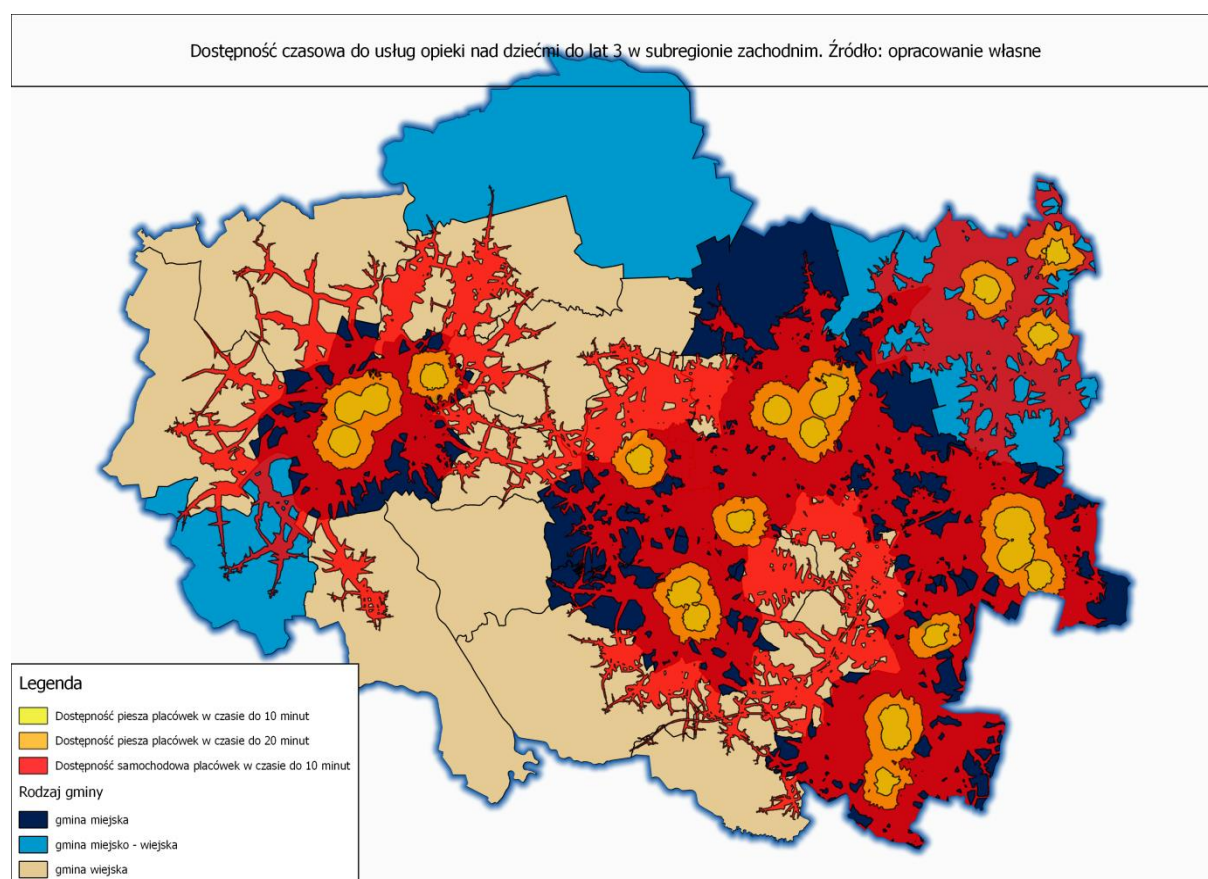 Dostępność czasowa do usług opieki nad dziećmi do lat 3 w subregionie zachodnim. Źródło: opracowanie własne
Legenda
Dostępność piesza placówek w czasie do 10 minut
Dostępność piesza placówek w czasie do 20 minut
Dostępność samochodowa placówek w czasie do 10 minut
Rodzaj gminy
gmina miejska
gmina miejsko - wiejska
gmina wiejska